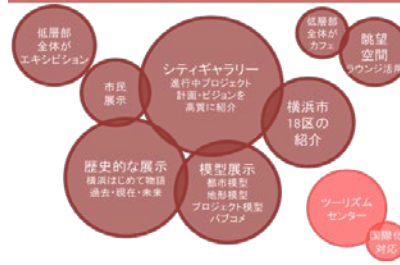 低層部
全体が
エキシビション
市民
展示
シティギャラリー
進行中プロジェクト
計画・ビジョンを
高質に紹介
低層部
全体が
カフェ
眺望
空間
ラウンジ活用
横浜市
18区の
紹介
歴史的な展示
横浜はじめて物語
過去・現在・未来
模型展示
都市模型
地形模型
プロジェクト模型
パブコメ
ツーリズム
センター
国際化
対応